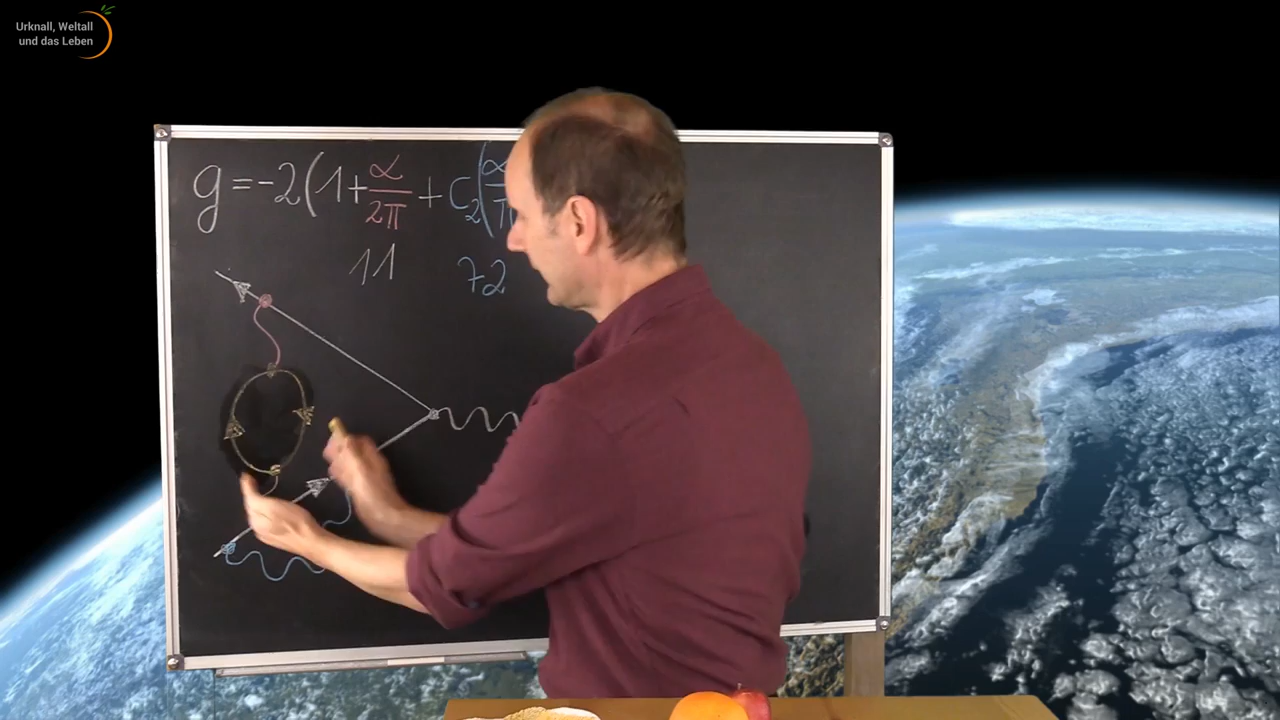 Urknall, Weltall
und das Leben
g = -2(1 + α/2π + C₂(α/π
11 72